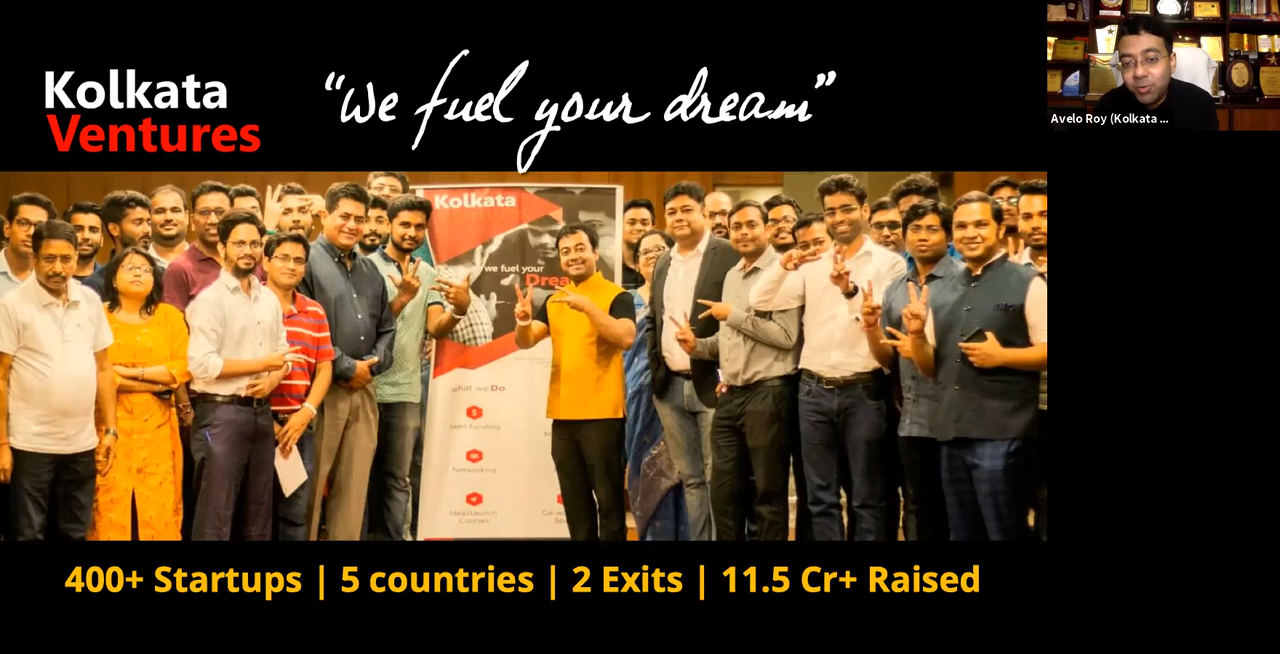 Kolkata
Ventures
“we fuel your dream”
Avelo Roy (Kolkata ...
Kolkata
we fuel your
what we Do
Seed Funding
Networking
400+ Startups | 5 countries | 2 Exits | 11.5 Cr+ Raised